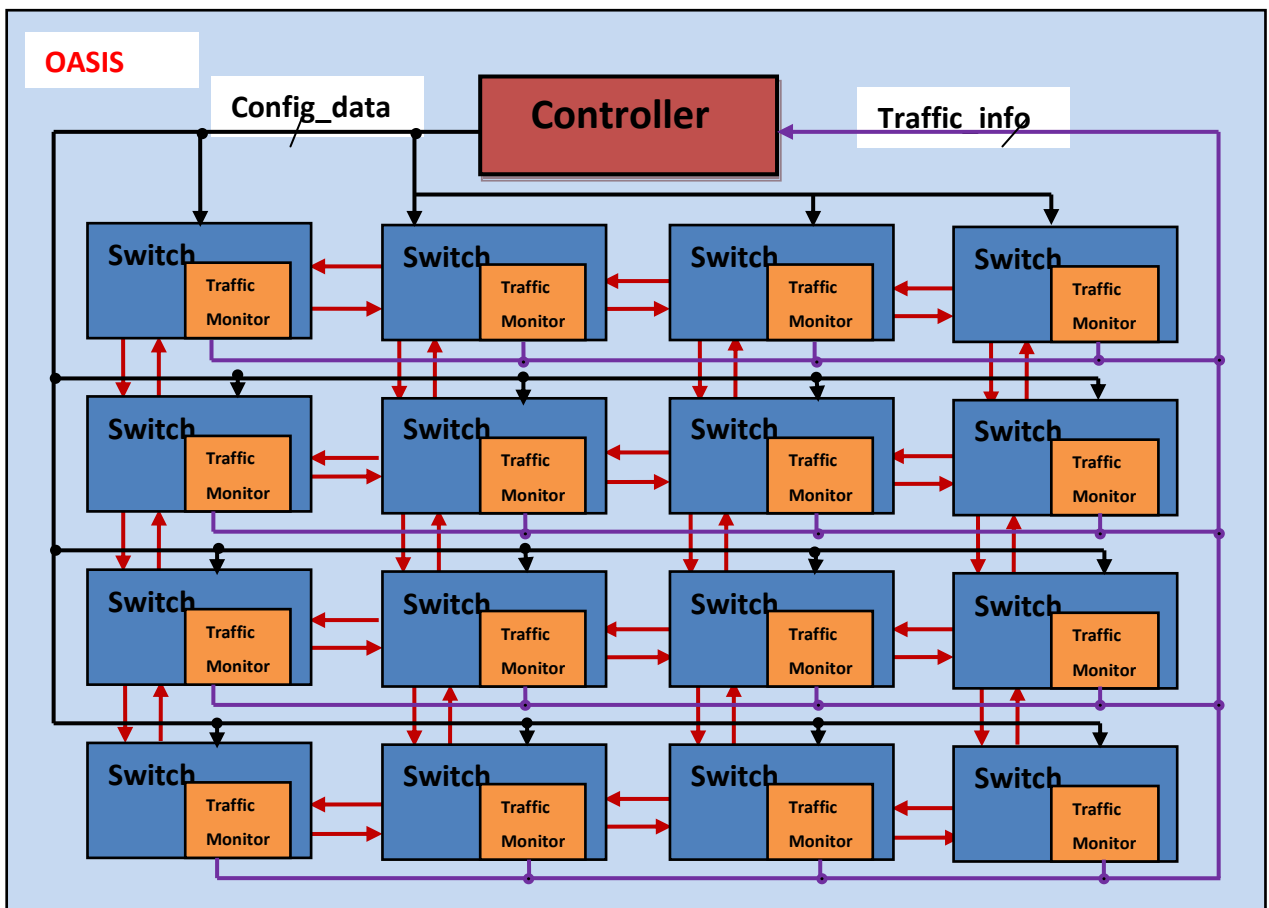 OASIS
Config_data
Controller
Traffic_info
Switch Switch Switch Switch
Traffic Traffic Traffic Traffic
Monitor Monitor Monitor Monitor
Switch Switch Switch Switch
Traffic Traffic Traffic Traffic
Monitor Monitor Monitor Monitor
Switch Switch Switch Switch
Traffic Traffic Traffic Traffic
Monitor Monitor Monitor Monitor
Switch Switch Switch Switch
Traffic Traffic Traffic Traffic
Monitor Monitor Monitor Monitor